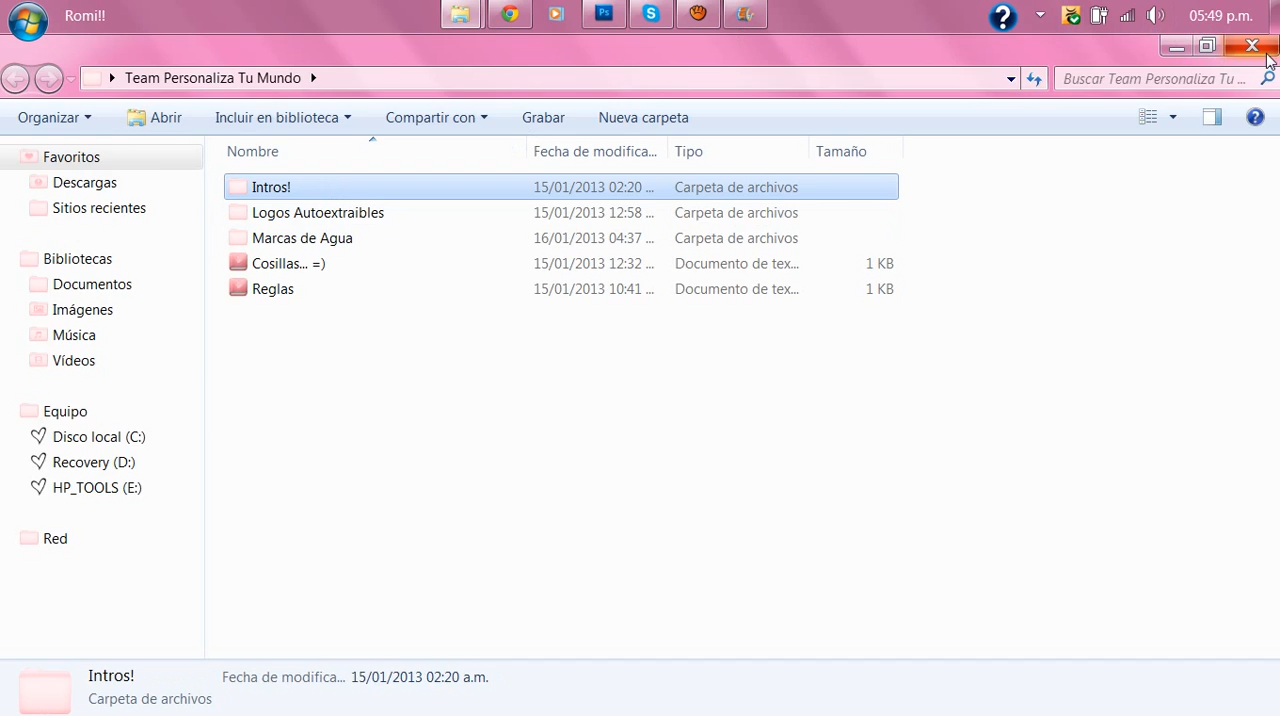 Romi!!
Ps
S
?
05:49 p.m.
Team Personaliza Tu Mundo
Buscar Team Personaliza Tu ...
Organizar
Abrir
Incluir en biblioteca
Compartir con
Grabar
Nueva carpeta
?
Nombre
Fecha de modifica...
Tipo
Tamaño
Favoritos
Descargas
Sitios recientes
Bibliotecas
Documentos
Imágenes
Música
Vídeos
Equipo
Disco local (C:)
Recovery (D:)
HP_TOOLS (E:)
Red
Intros! 15/01/2013 02:20 ... Carpeta de archivos
Logos Autoextraibles 15/01/2013 12:58 ... Carpeta de archivos
Marcas de Agua 16/01/2013 04:37 ... Carpeta de archivos
Cosillas... =) 15/01/2013 12:32 ... Documento de tex... 1 KB
Reglas 15/01/2013 10:41 ... Documento de tex... 1 KB
Intros! Fecha de modifica... 15/01/2013 02:20 a.m.
Carpeta de archivos